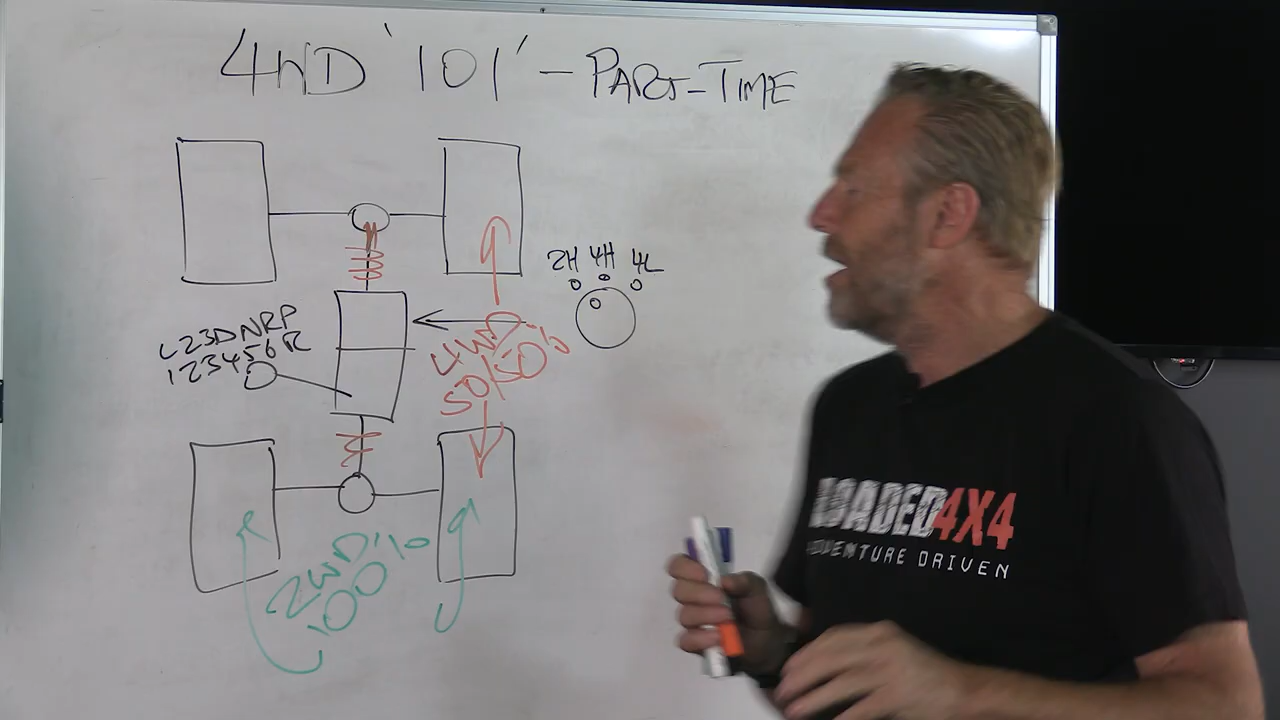 4WD '101' - PART-TIME
2H 4H 4L
L23DNRP
123456R
4WD
50/50%
2WD %
100
LOADED4X4
ADVENTURE DRIVEN